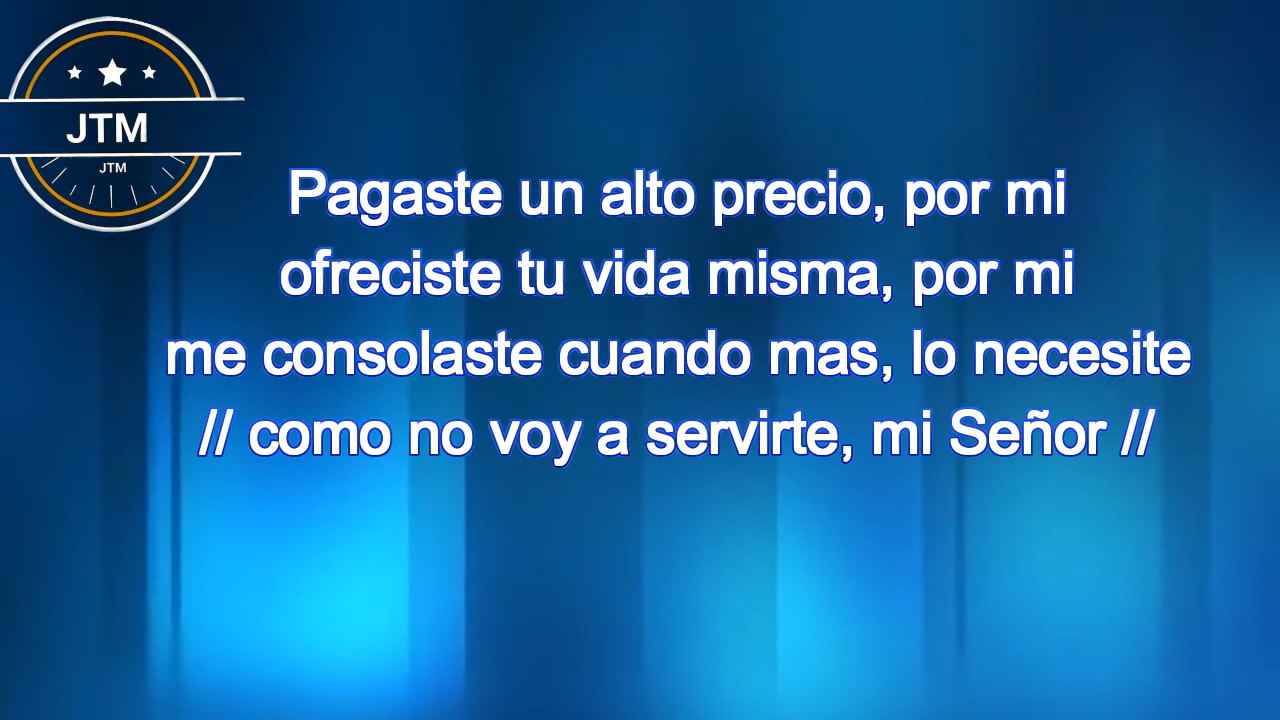 JTM
JTM
Pagaste un alto precio, por mi
ofreciste tu vida misma, por mi
me consolaste cuando mas, lo necesite
// como no voy a servirte, mi Señor //